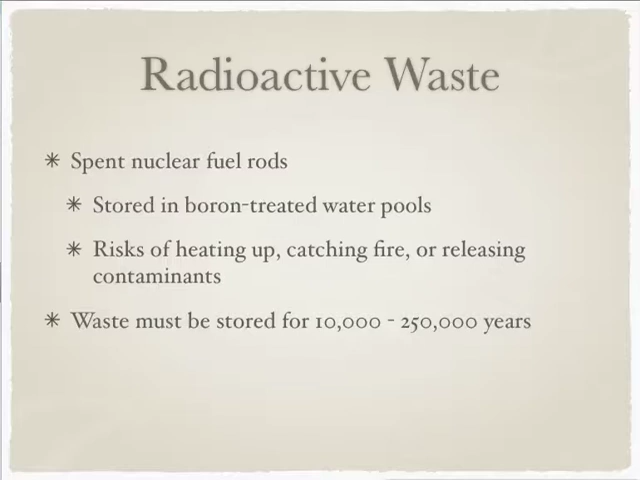 Radioactive Waste
✳ Spent nuclear fuel rods
✳ Stored in boron-treated water pools
✳ Risks of heating up, catching fire, or releasing
contaminants
✳ Waste must be stored for 10,000 - 250,000 years